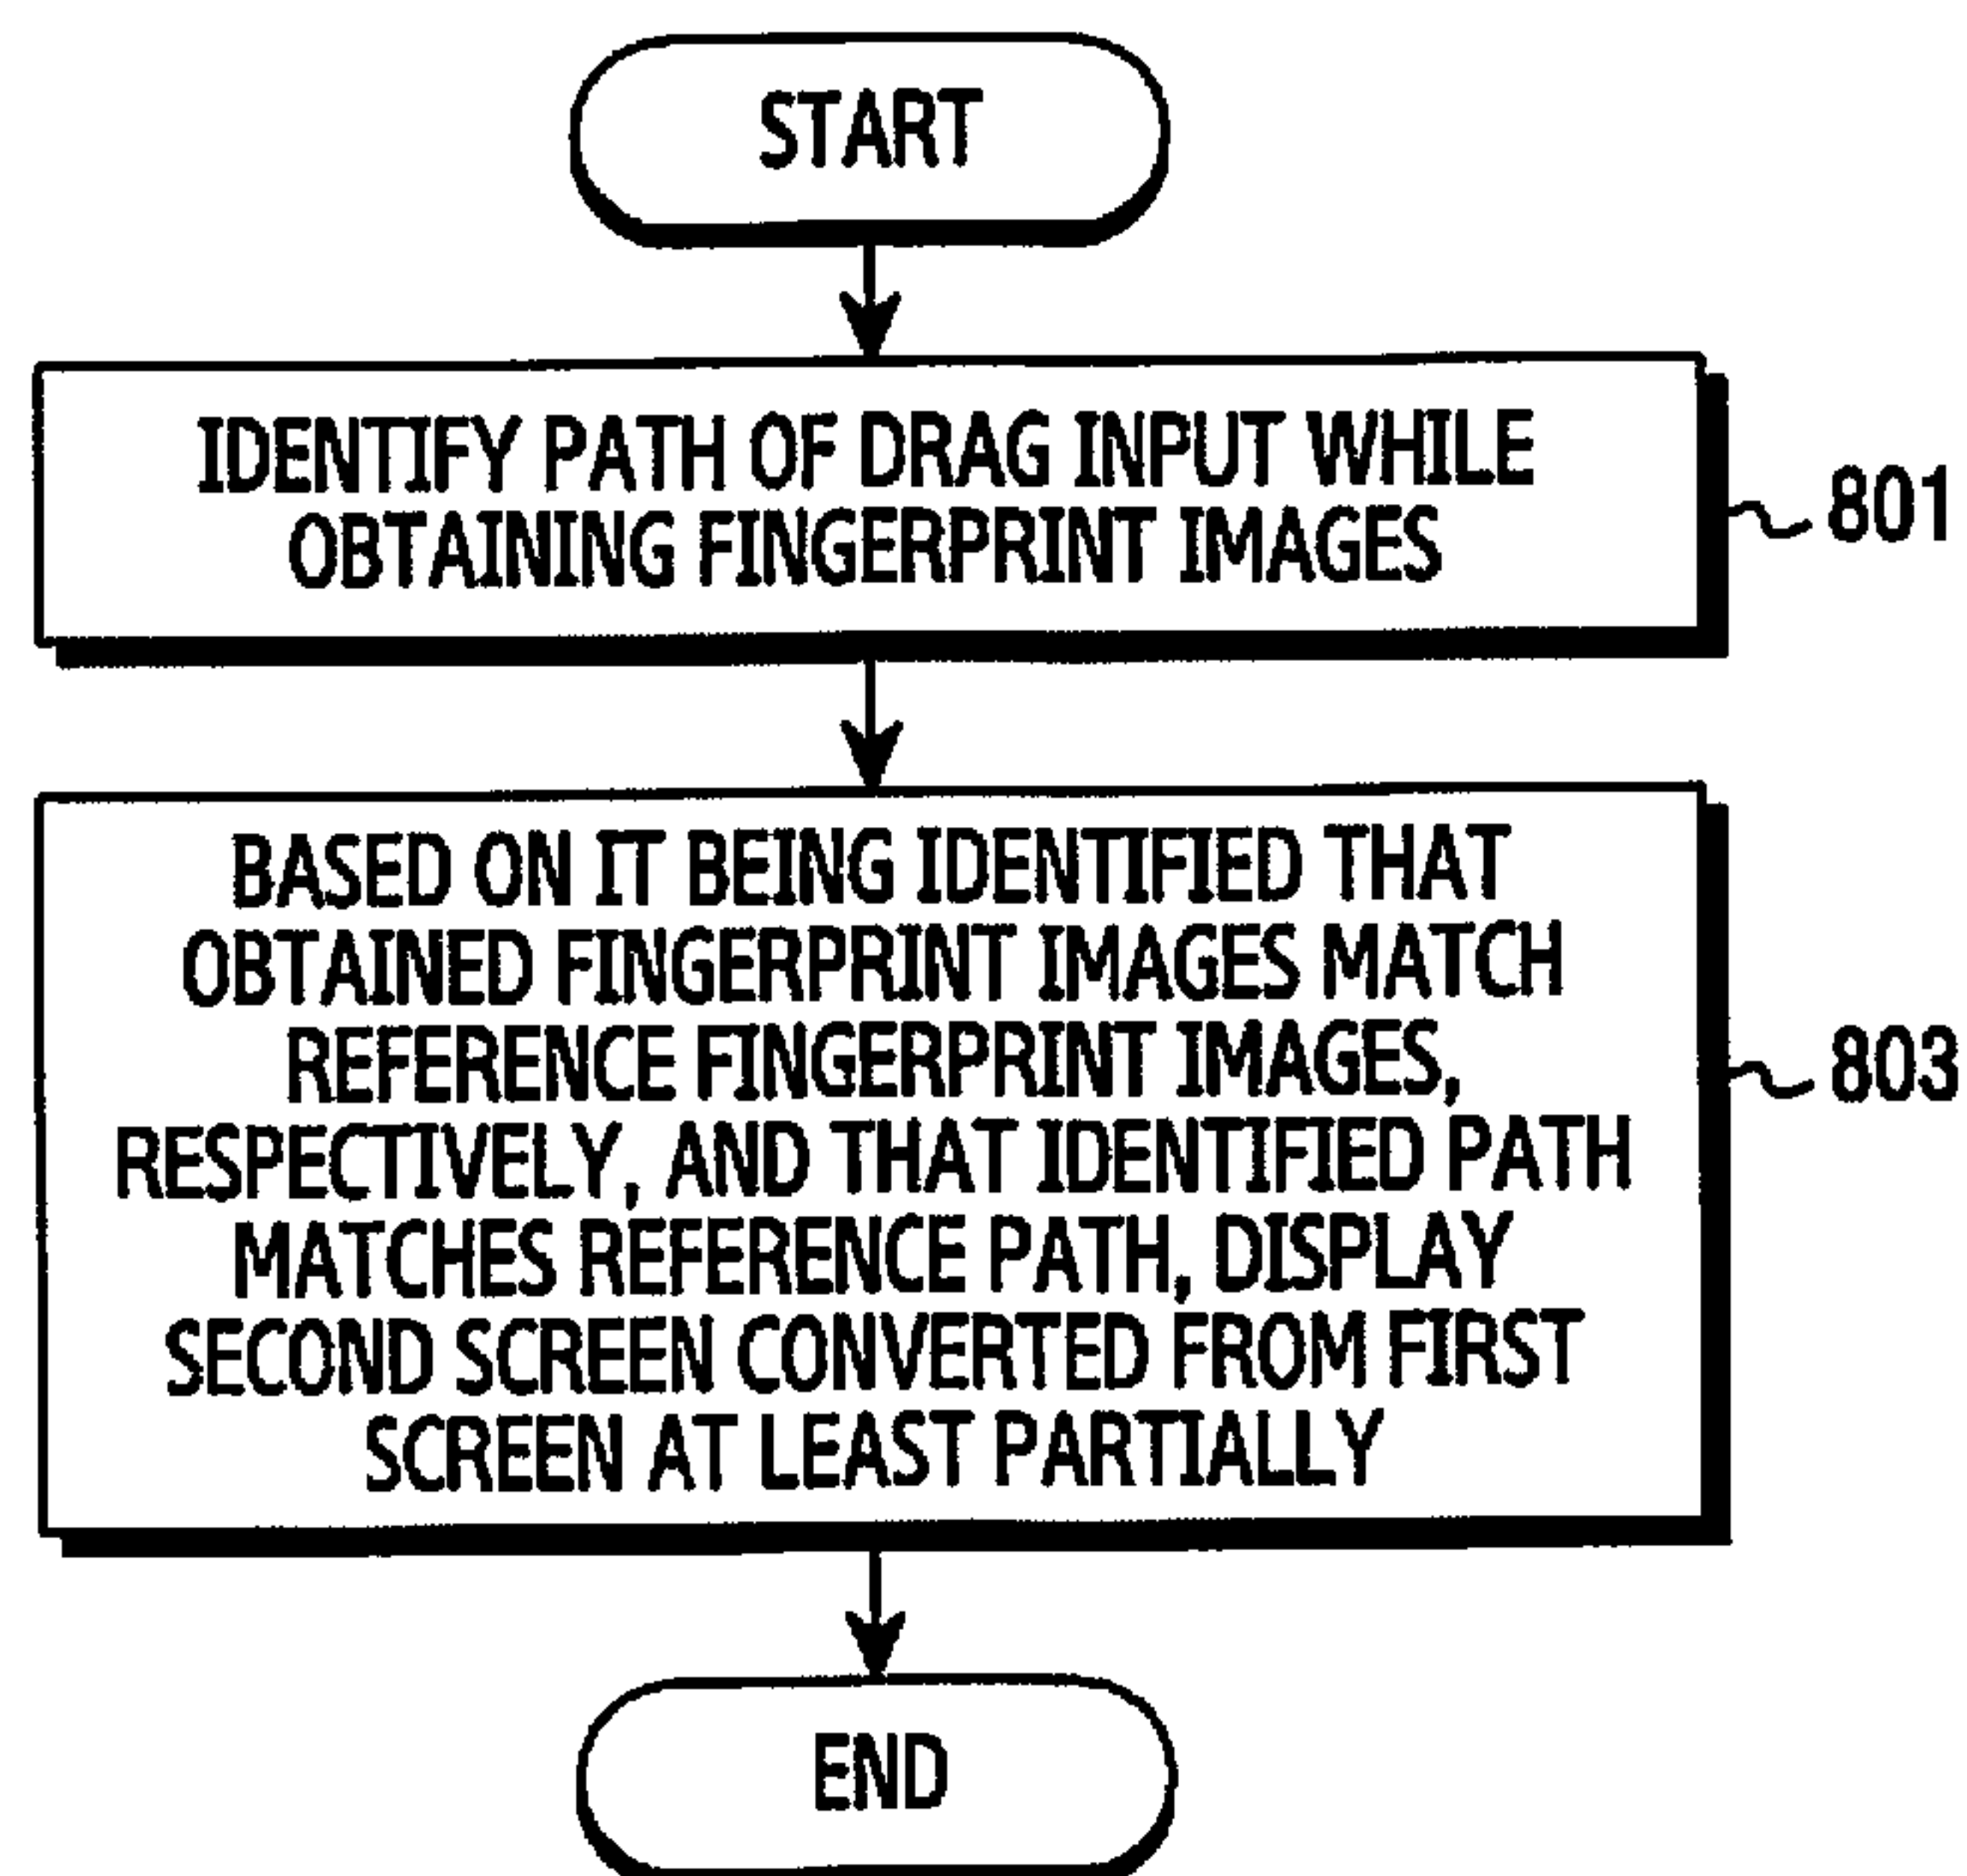 START
IDENTIFY PATH OF DRAG INPUT WHILE
OBTAINING FINGERPRINT IMAGES
801
BASED ON IT BEING IDENTIFIED THAT
OBTAINED FINGERPRINT IMAGES MATCH
REFERENCE FINGERPRINT IMAGES,
RESPECTIVELY, AND THAT IDENTIFIED PATH
MATCHES REFERENCE PATH, DISPLAY
SECOND SCREEN CONVERTED FROM FIRST
SCREEN AT LEAST PARTIALLY
803
END